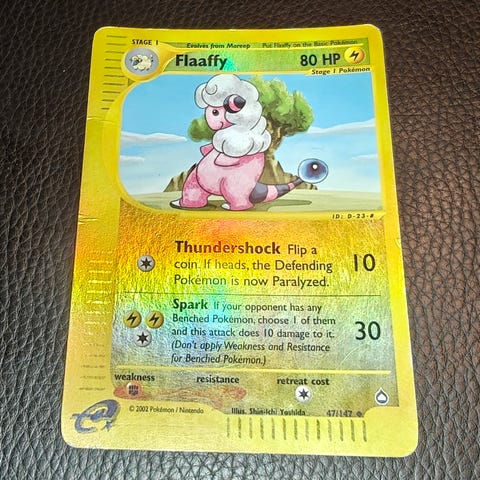 STAGE 1
Evolves from Mareep Put Flaaffy on the Basic Pokémon
Flaaffy 80 HP
Stage 1 Pokémon
ID: D-23-#
Thundershock Flip a
coin. If heads, the Defending
Pokémon is now Paralyzed.
10
Spark If your opponent has any
Benched Pokémon, choose 1 of them
and this attack does 10 damage to it.
(Don't apply Weakness and Resistance
for Benched Pokémon.)
30
weakness resistance retreat cost
e
© 2002 Pokémon / Nintendo Illus. Shin-ichi Yoshida 47/147